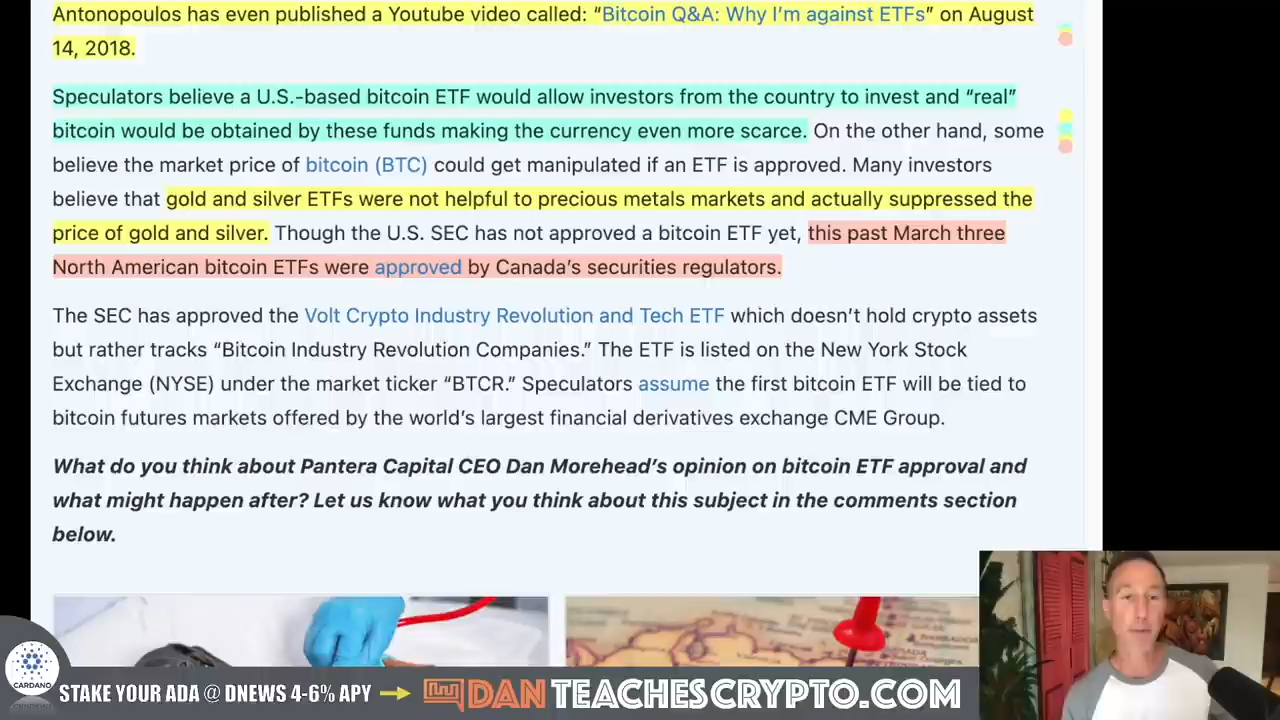 Antonopoulos has even published a Youtube video called: “Bitcoin Q&A: Why I’m against ETFs” on August
14, 2018.
Speculators believe a U.S.-based bitcoin ETF would allow investors from the country to invest and “real”
bitcoin would be obtained by these funds making the currency even more scarce. On the other hand, some
believe the market price of bitcoin (BTC) could get manipulated if an ETF is approved. Many investors
believe that gold and silver ETFs were not helpful to precious metals markets and actually suppressed the
price of gold and silver. Though the U.S. SEC has not approved a bitcoin ETF yet, this past March three
North American bitcoin ETFs were approved by Canada’s securities regulators.
The SEC has approved the Volt Crypto Industry Revolution and Tech ETF which doesn’t hold crypto assets
but rather tracks “Bitcoin Industry Revolution Companies.” The ETF is listed on the New York Stock
Exchange (NYSE) under the market ticker “BTCR.” Speculators assume the first bitcoin ETF will be tied to
bitcoin futures markets offered by the world’s largest financial derivatives exchange CME Group.
What do you think about Pantera Capital CEO Dan Morehead’s opinion on bitcoin ETF approval and
what might happen after? Let us know what you think about this subject in the comments section
below.
CARDANO
STAKE YOUR ADA @ DNEWS 4-6% APY
DANTEACHESCRYPTO.COM